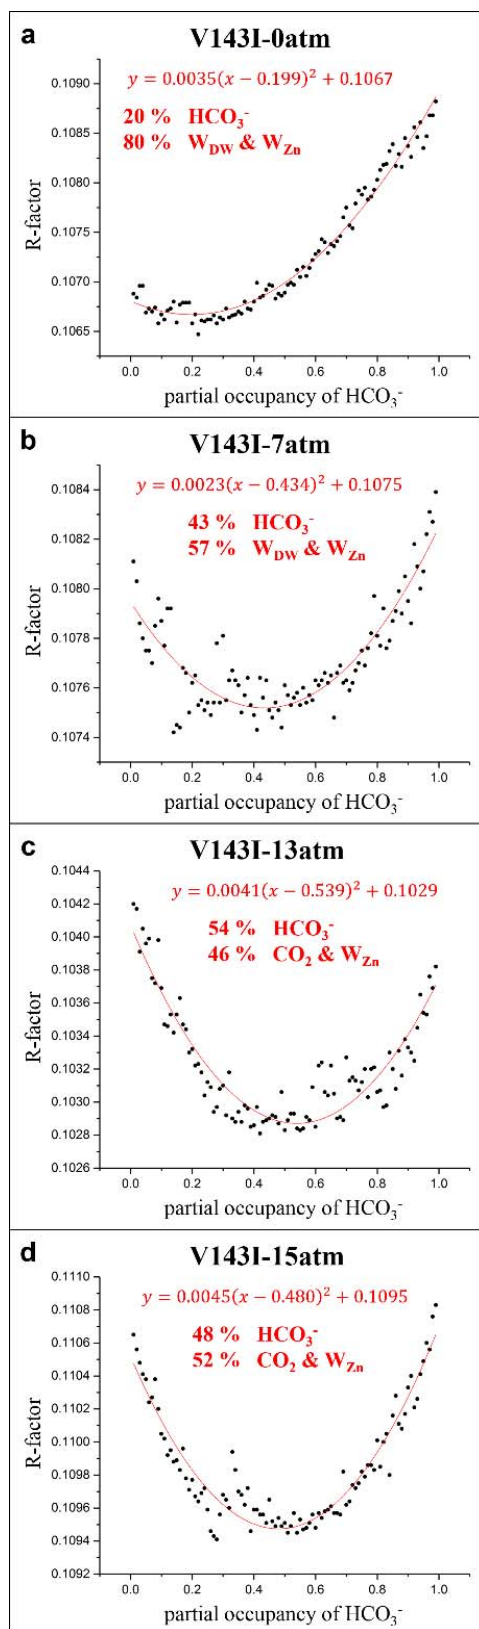 a
V143I-0atm
y = 0.0035(x − 0.199)² + 0.1067
20 % HCO₃⁻
80 % W_DW & W_Zn
R-factor
0.1090
0.1085
0.1080
0.1075
0.1070
0.1065
0.0 0.2 0.4 0.6 0.8 1.0
partial occupancy of HCO₃⁻
b
V143I-7atm
y = 0.0023(x − 0.434)² + 0.1075
43 % HCO₃⁻
57 % W_DW & W_Zn
R-factor
0.1084
0.1082
0.1080
0.1078
0.1076
0.1074
0.0 0.2 0.4 0.6 0.8 1.0
partial occupancy of HCO₃⁻
c
V143I-13atm
y = 0.0041(x − 0.539)² + 0.1029
54 % HCO₃⁻
46 % CO₂ & W_Zn
R-factor
0.1044
0.1042
0.1040
0.1038
0.1036
0.1034
0.1032
0.1030
0.1028
0.1026
0.0 0.2 0.4 0.6 0.8 1.0
partial occupancy of HCO₃⁻
d
V143I-15atm
y = 0.0045(x − 0.480)² + 0.1095
48 % HCO₃⁻
52 % CO₂ & W_Zn
R-factor
0.1110
0.1108
0.1106
0.1104
0.1102
0.1100
0.1098
0.1096
0.1094
0.1092
0.0 0.2 0.4 0.6 0.8 1.0
partial occupancy of HCO₃⁻